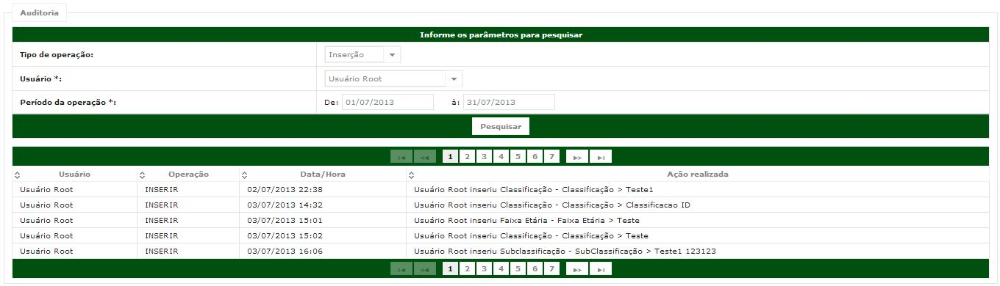 Auditoria
Informe os parâmetros para pesquisar
Tipo de operação: Inserção
Usuário *: Usuário Root
Período da operação *: De: 01/07/2013 à: 31/07/2013
Pesquisar
1 2 3 4 5 6 7
Usuário Operação Data/Hora Ação realizada
Usuário Root INSERIR 02/07/2013 22:38 Usuário Root inseriu Classificação - Classificação > Teste1
Usuário Root INSERIR 03/07/2013 14:32 Usuário Root inseriu Classificação - Classificação > Classificacao ID
Usuário Root INSERIR 03/07/2013 15:01 Usuário Root inseriu Faixa Etária - Faixa Etária > Teste
Usuário Root INSERIR 03/07/2013 15:02 Usuário Root inseriu Classificação - Classificação > Teste
Usuário Root INSERIR 03/07/2013 16:06 Usuário Root inseriu Subclassificação - SubClassificação > Teste1 123123
1 2 3 4 5 6 7